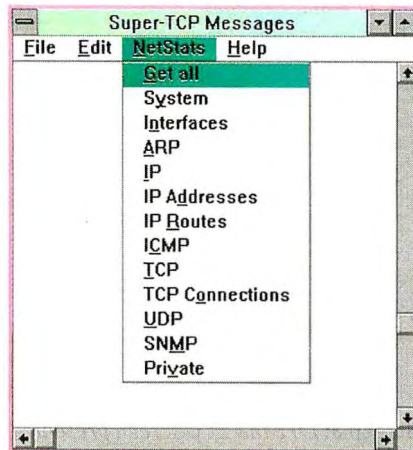 Super-TCP Messages
File Edit NetStats Help
Get all
System
Interfaces
ARP
IP
IP Addresses
IP Routes
ICMP
TCP
TCP Connections
UDP
SNMP
Private